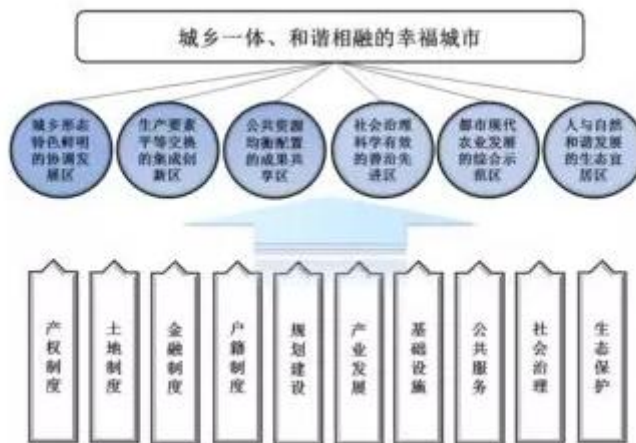 城乡一体、和谐相融的幸福城市
城乡形态
特色鲜明
的协调发
展区
生产要素
平等交换
的集成创
新区
公共资源
均衡配置
的成果共
享区
社会治理
科学有效
的善治先
进区
都市现代
农业发展
的综合示
范区
人与自然
和谐发展
的生态宜
居区
产权制度
土地制度
金融制度
户籍制度
规划建设
产业发展
基础设施
公共服务
社会治理
生态保护